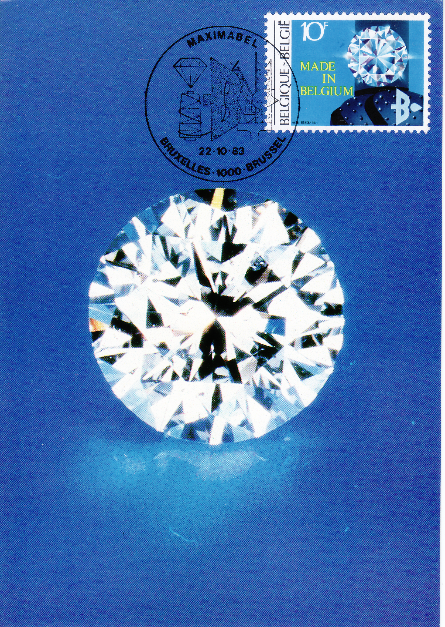 MAXIMABEL
22-10-83
BRUXELLES-1000-BRUSSEL
BELGIQUE-BELGIË
10F
MADE
IN
BELGIUM
B